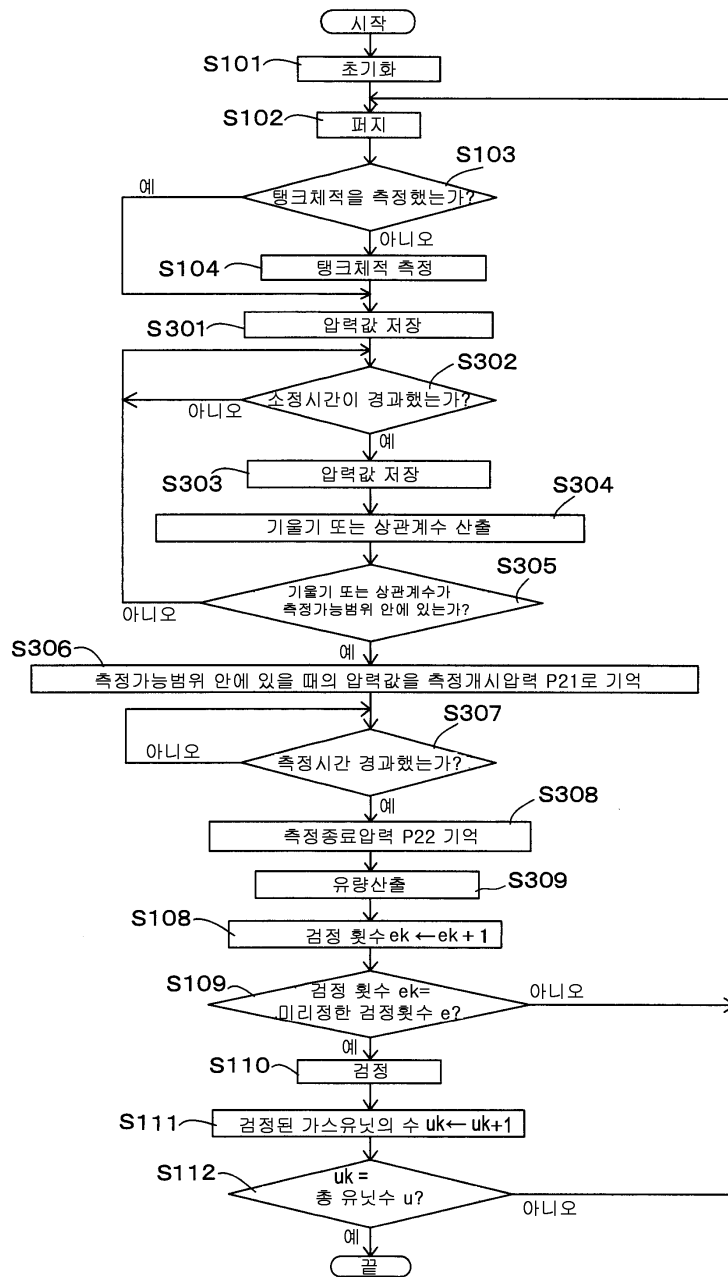 시작
S101
초기화
S102
퍼지
S103
예
탱크체적을 측정했는가?
아니오
S104
탱크체적 측정
S301
압력값 저장
S302
소정시간이 경과했는가?
아니오
예
S303
압력값 저장
S304
기울기 또는 상관계수 산출
S305
기울기 또는 상관계수가
측정가능범위 안에 있는가?
아니오
예
S306
측정가능범위 안에 있을 때의 압력값을 측정개시압력 P21로 기억
S307
측정시간 경과했는가?
아니오
예
S308
측정종료압력 P22 기억
유량산출
S309
S108
검정 횟수 ek ← ek + 1
S109
검정 횟수 ek=
미리정한 검정횟수 e?
아니오
예
S110
검정
S111
검정된 가스유닛의 수 uk ← uk+1
S112
uk =
총 유닛수 u?
아니오
예
끝